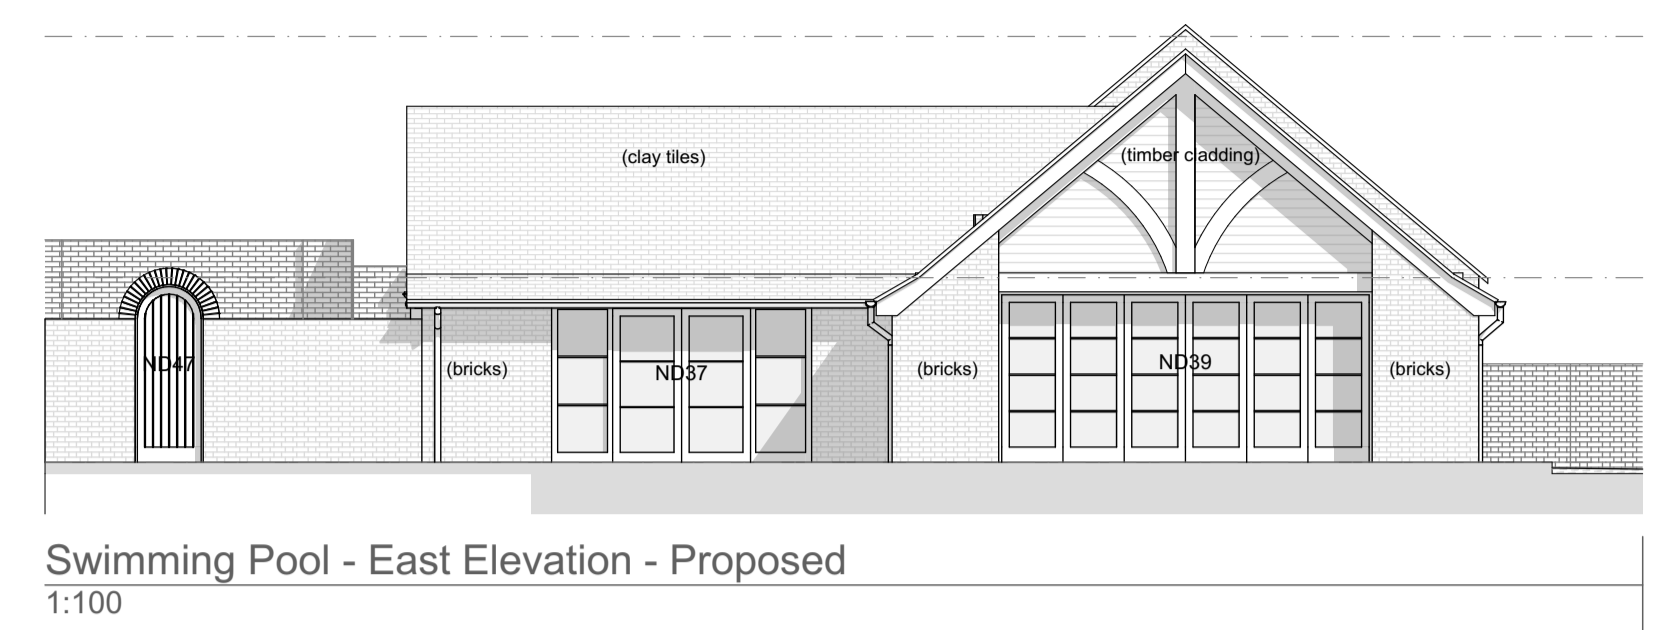 (clay tiles)
(timber cladding)
ND47
(bricks)
ND37
(bricks)
ND39
(bricks)
Swimming Pool - East Elevation - Proposed
1:100